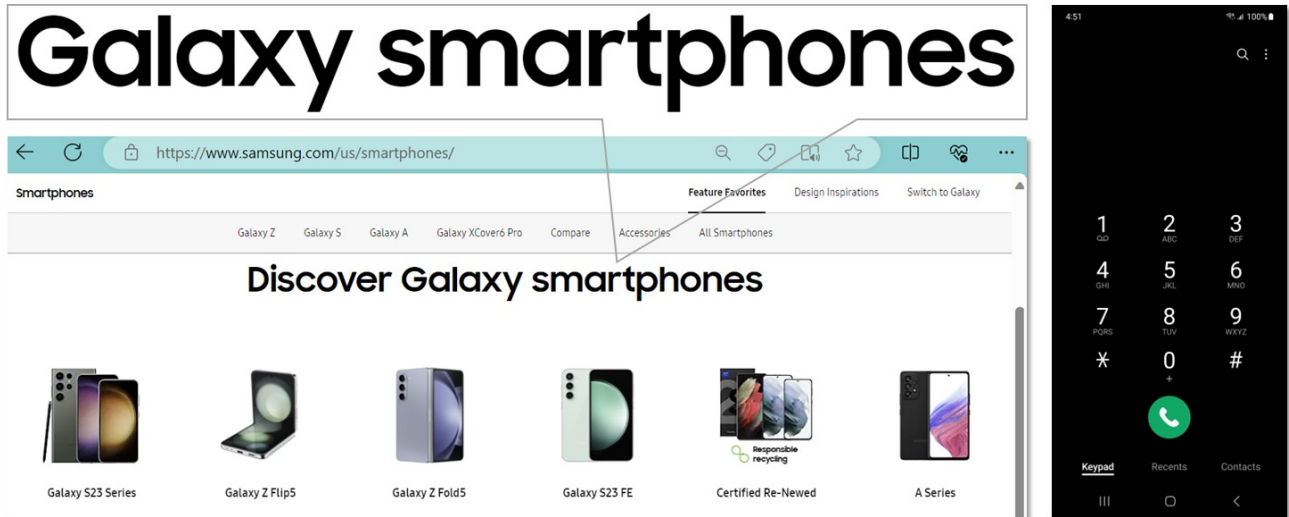 Galaxy smartphones
https://www.samsung.com/us/smartphones/
Smartphones
Feature Favorites Design Inspirations Switch to Galaxy
Galaxy Z Galaxy S Galaxy A Galaxy XCover6 Pro Compare Accessories All Smartphones
Discover Galaxy smartphones
Responsible
recycling
Galaxy S23 Series Galaxy Z Flip5 Galaxy Z Fold5 Galaxy S23 FE Certified Re-Newed A Series
4:51 100%
1 2 3
ABC DEF
4 5 6
GHI JKL MNO
7 8 9
PQRS TUV WXYZ
* 0 #
+
Keypad Recents Contacts